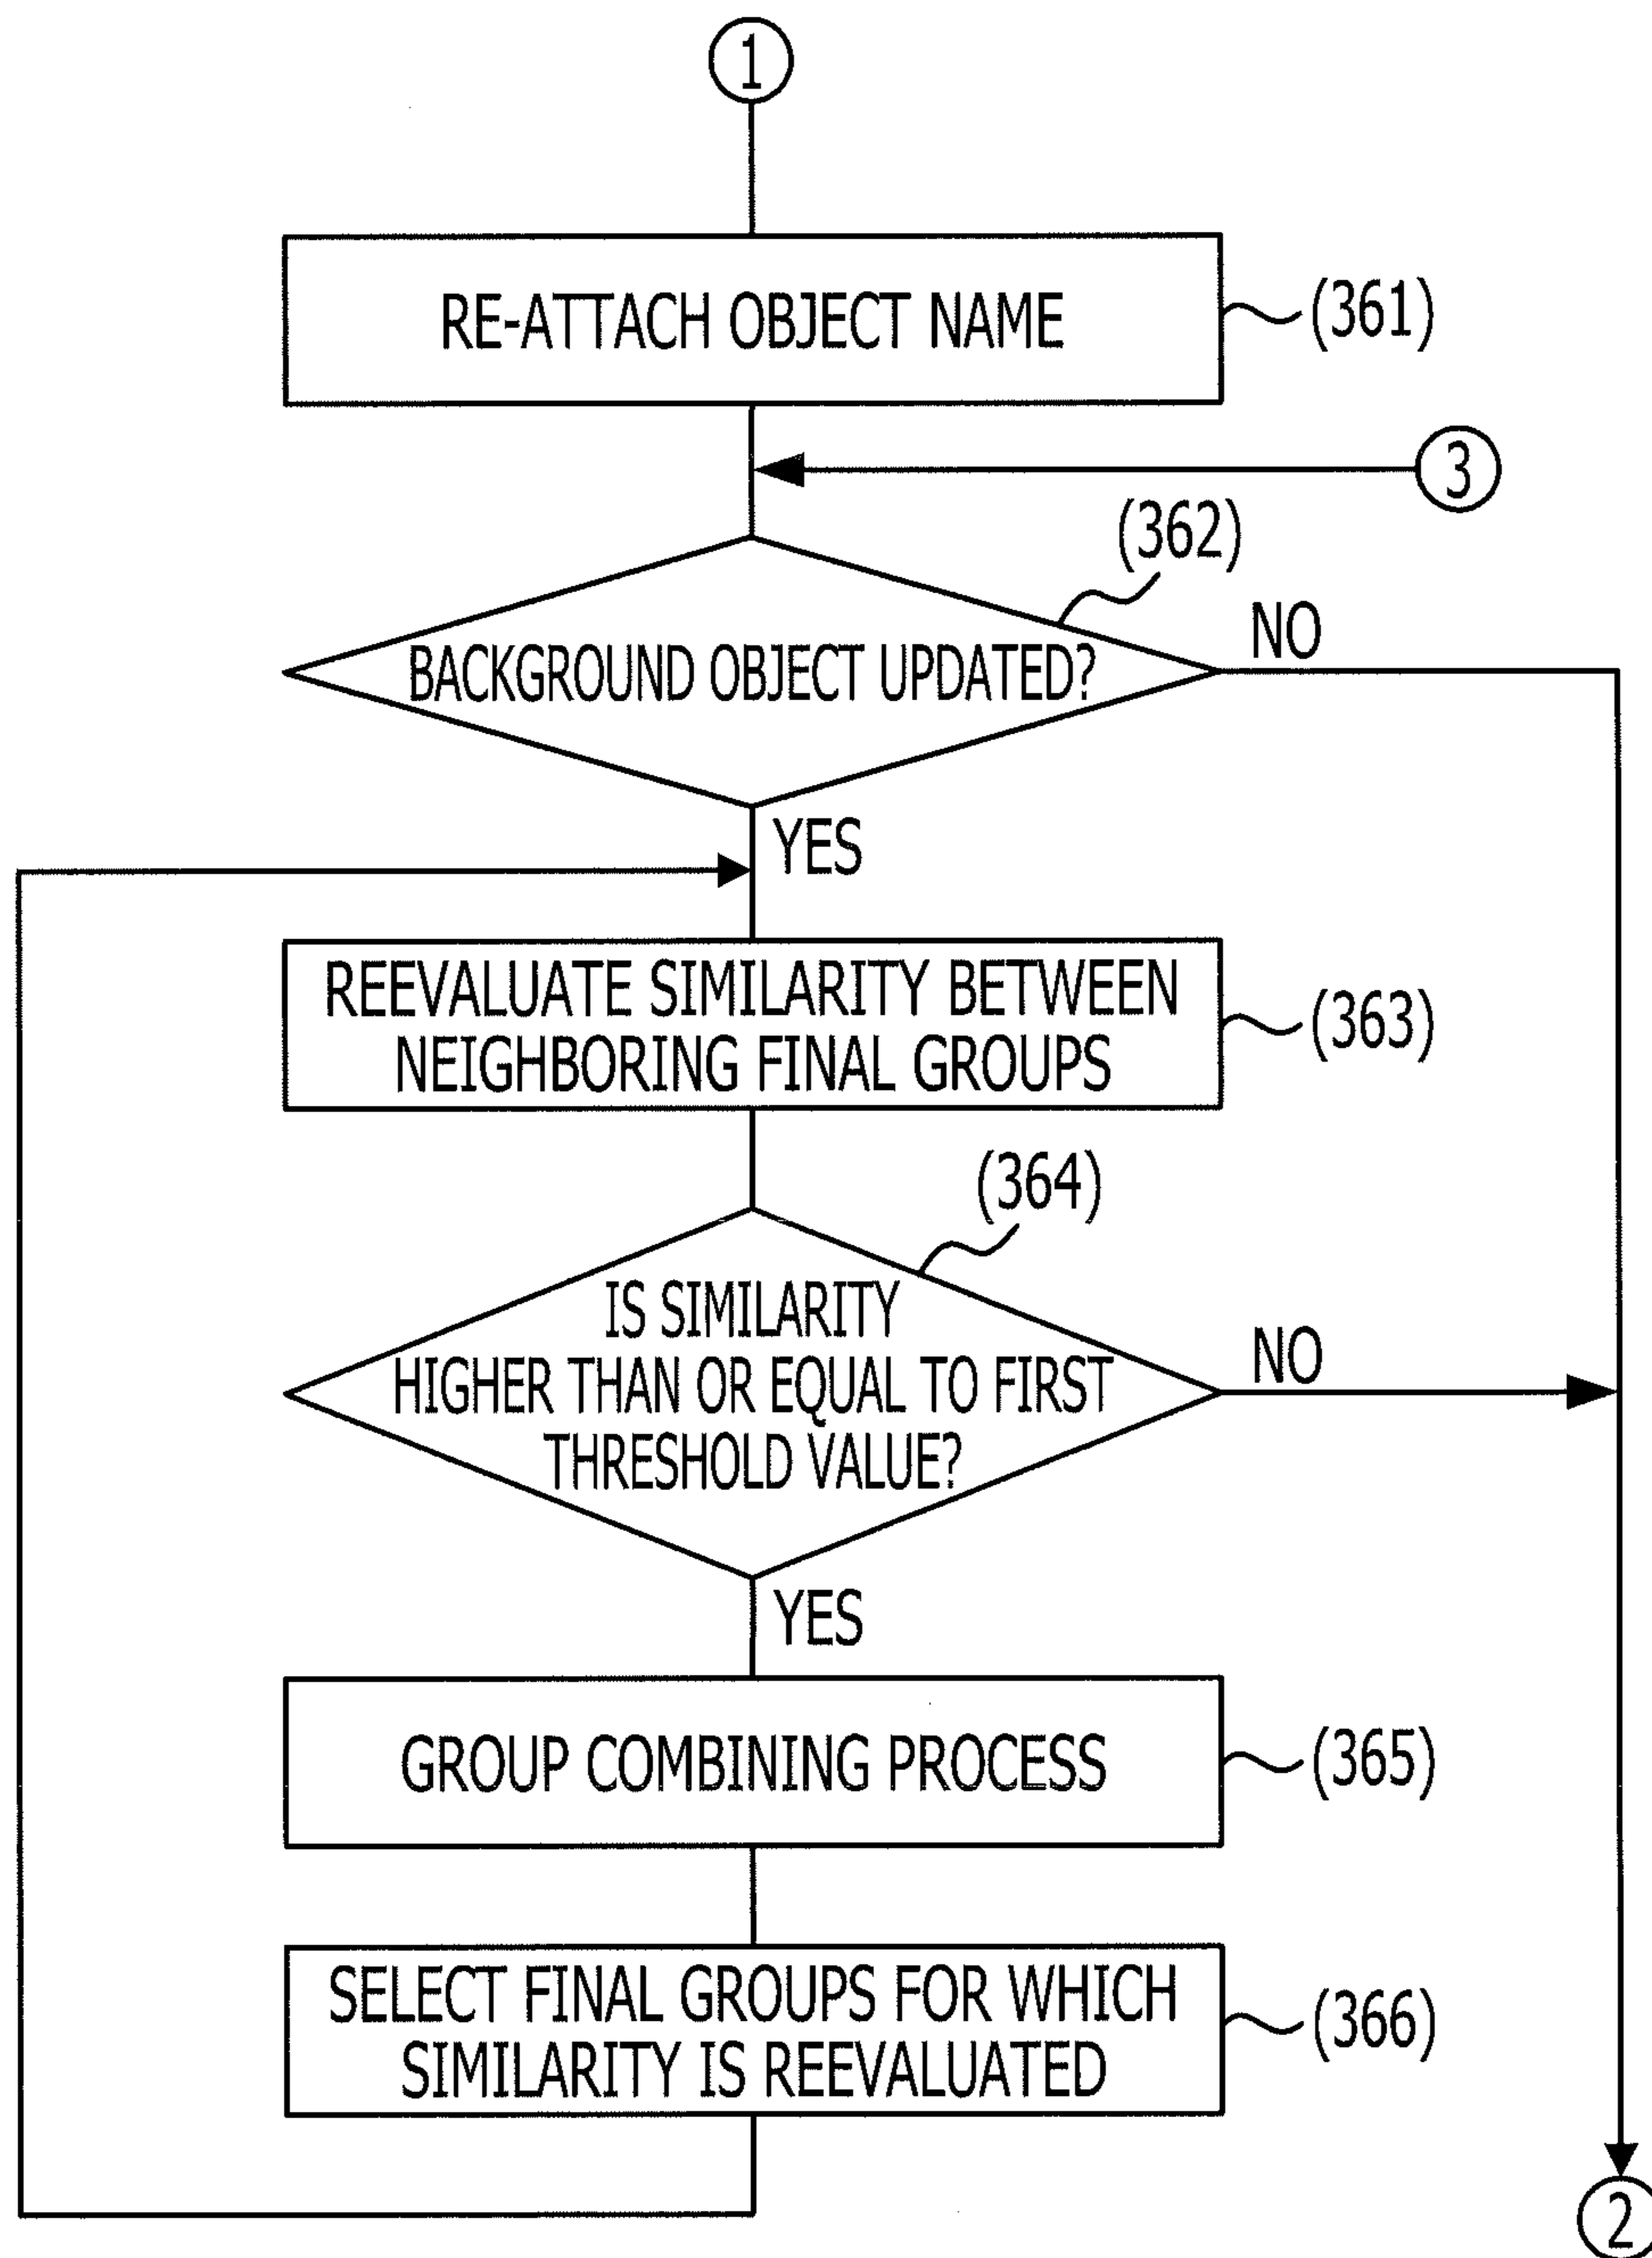 1
RE-ATTACH OBJECT NAME
(361)
3
(362)
BACKGROUND OBJECT UPDATED?
NO
YES
REEVALUATE SIMILARITY BETWEEN
NEIGHBORING FINAL GROUPS
(363)
(364)
IS SIMILARITY
HIGHER THAN OR EQUAL TO FIRST
THRESHOLD VALUE?
NO
YES
GROUP COMBINING PROCESS
(365)
SELECT FINAL GROUPS FOR WHICH
SIMILARITY IS REEVALUATED
(366)
2